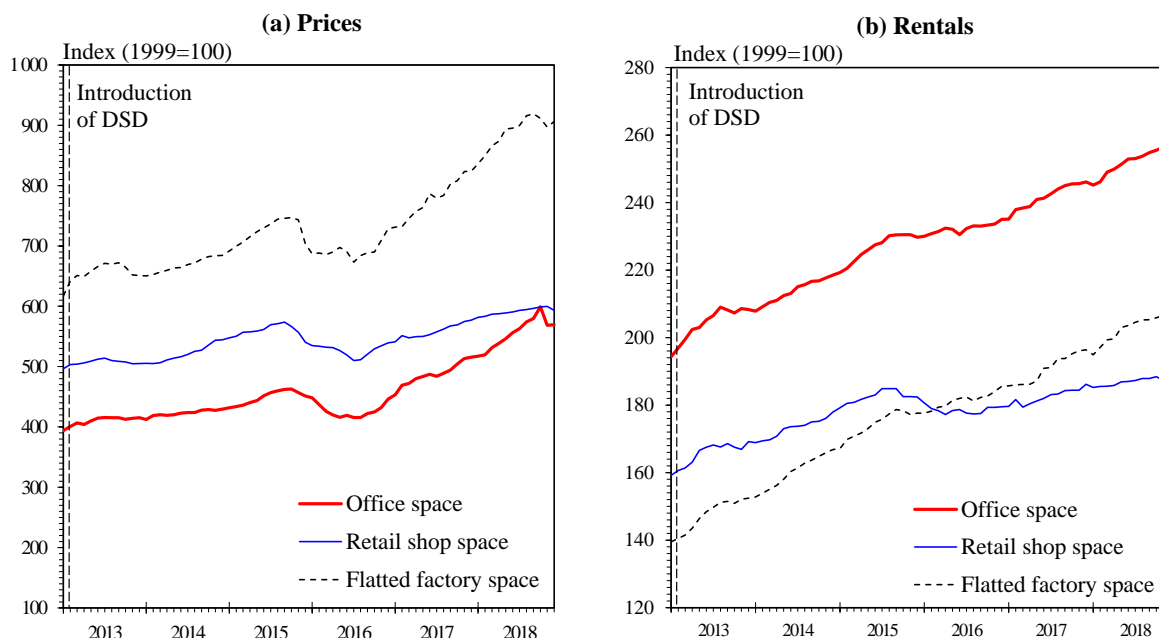 (a) Prices
Index (1999=100)
1 000
900
800
700
600
500
400
300
200
100
Introduction
of DSD
Office space
Retail shop space
Flatted factory space
2013 2014 2015 2016 2017 2018
(b) Rentals
Index (1999=100)
280
260
240
220
200
180
160
140
120
Introduction
of DSD
Office space
Retail shop space
Flatted factory space
2013 2014 2015 2016 2017 2018